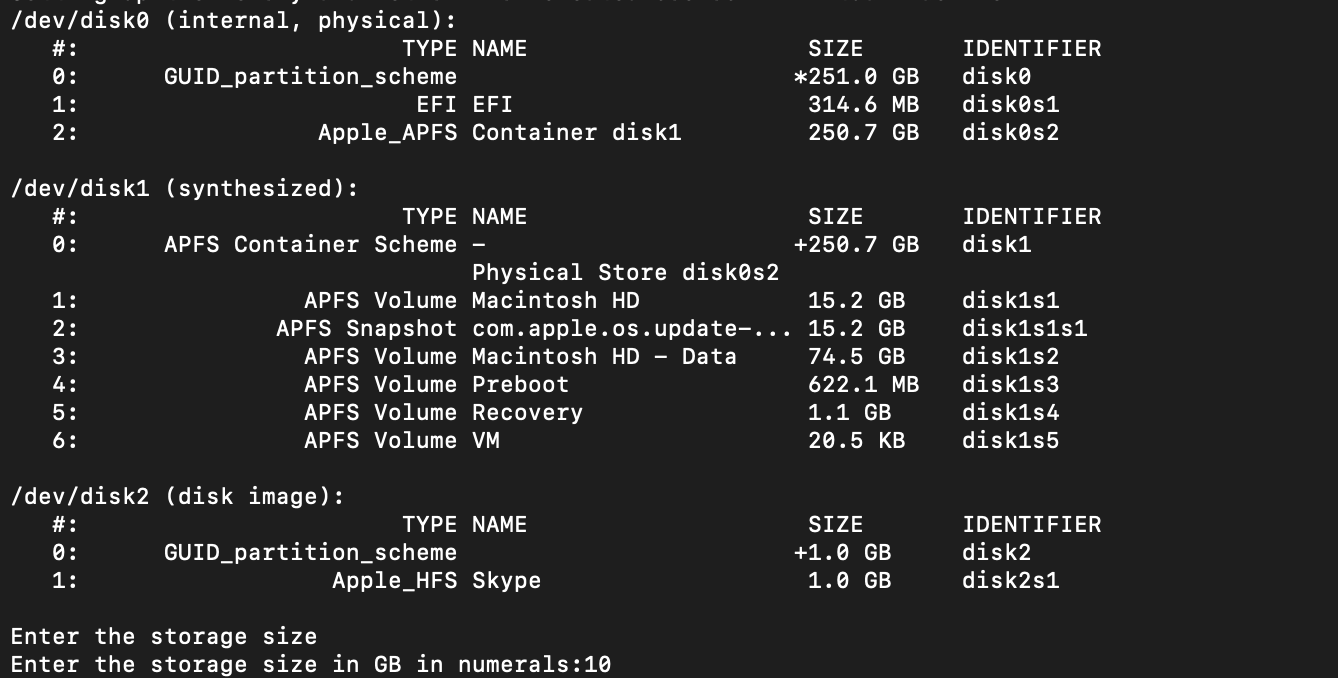 /dev/disk0 (internal, physical):
#: TYPE NAME SIZE IDENTIFIER
0: GUID_partition_scheme *251.0 GB disk0
1: EFI EFI 314.6 MB disk0s1
2: Apple_APFS Container disk1 250.7 GB disk0s2
/dev/disk1 (synthesized):
#: TYPE NAME SIZE IDENTIFIER
0: APFS Container Scheme - +250.7 GB disk1
Physical Store disk0s2
1: APFS Volume Macintosh HD 15.2 GB disk1s1
2: APFS Snapshot com.apple.os.update-... 15.2 GB disk1s1s1
3: APFS Volume Macintosh HD - Data 74.5 GB disk1s2
4: APFS Volume Preboot 622.1 MB disk1s3
5: APFS Volume Recovery 1.1 GB disk1s4
6: APFS Volume VM 20.5 KB disk1s5
/dev/disk2 (disk image):
#: TYPE NAME SIZE IDENTIFIER
0: GUID_partition_scheme +1.0 GB disk2
1: Apple_HFS Skype 1.0 GB disk2s1
Enter the storage size
Enter the storage size in GB in numerals:10